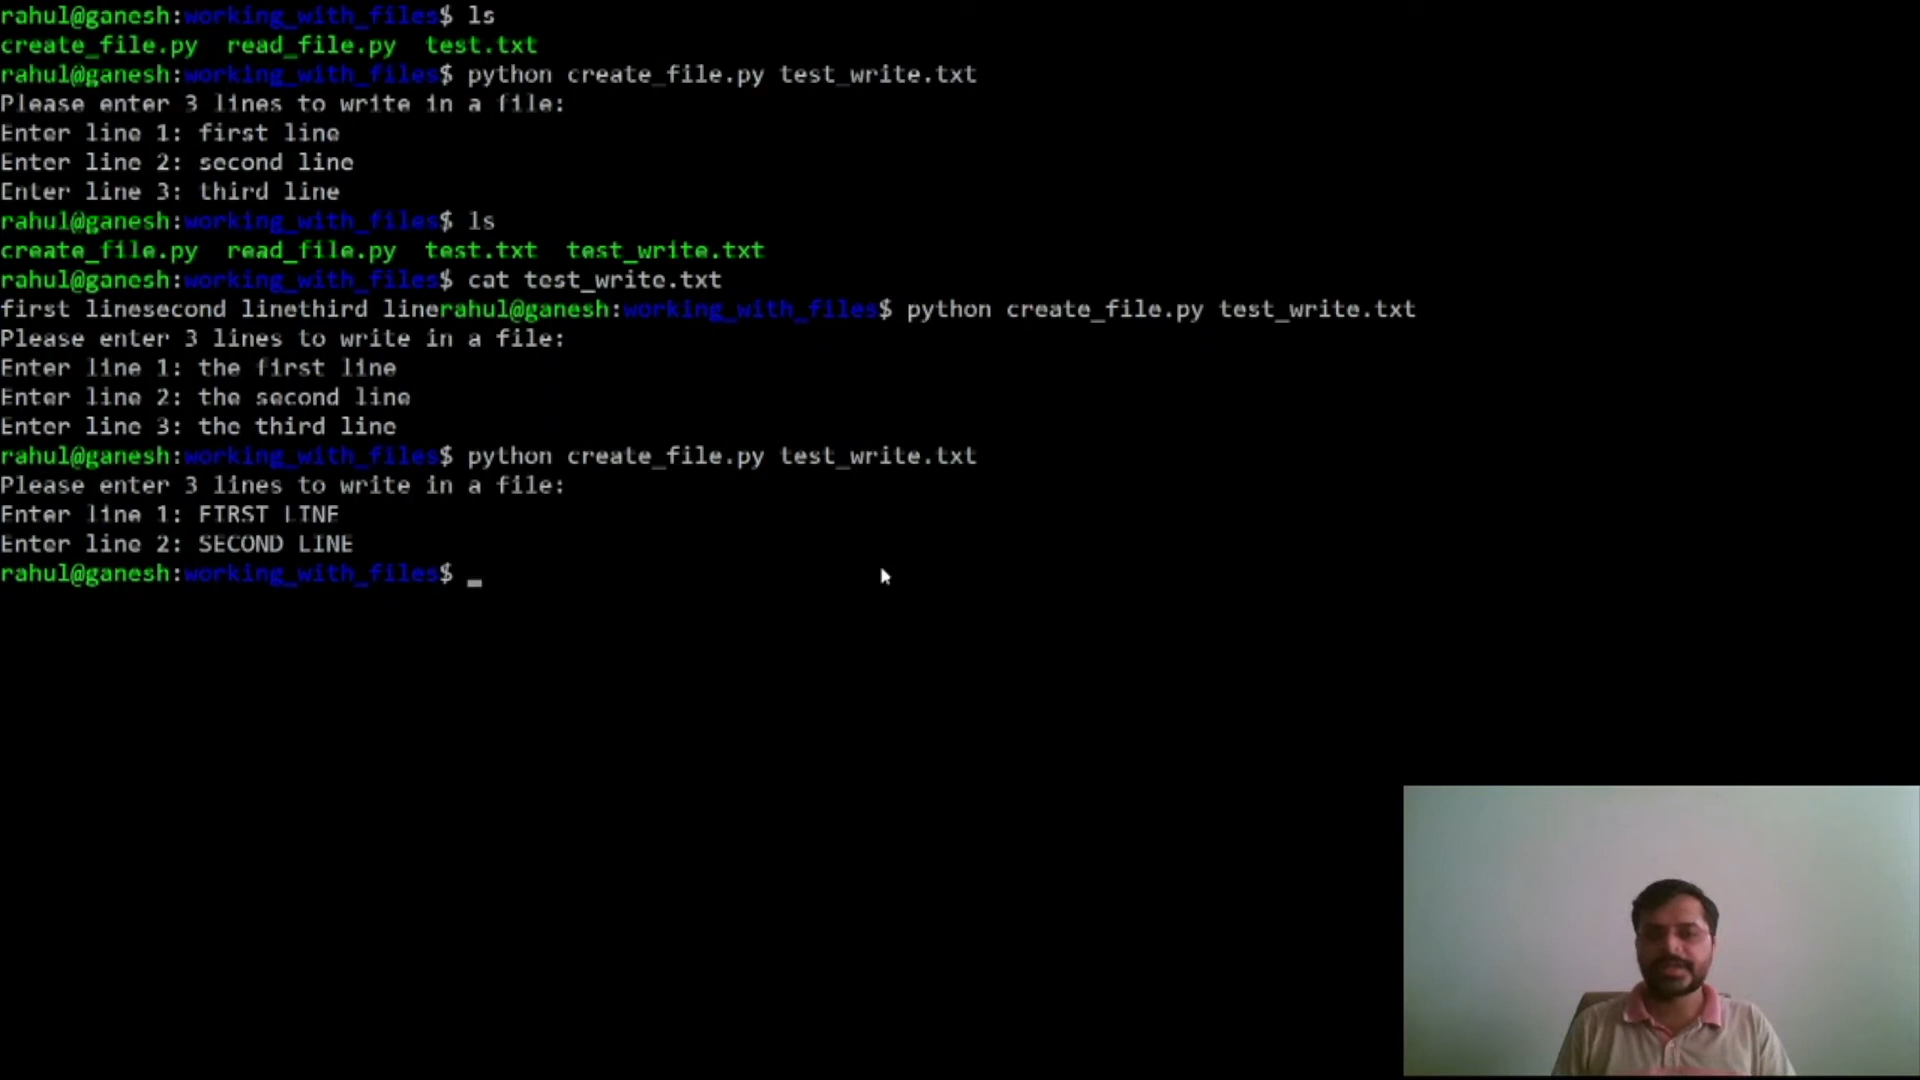 rahul@ganesh:working_with_files$ ls
create_file.py  read_file.py  test.txt
rahul@ganesh:working_with_files$ python create_file.py test_write.txt
Please enter 3 lines to write in a file:
Enter line 1: first line
Enter line 2: second line
Enter line 3: third line
rahul@ganesh:working_with_files$ ls
create_file.py  read_file.py  test.txt  test_write.txt
rahul@ganesh:working_with_files$ cat test_write.txt
first linesecond linethird linerahul@ganesh:working_with_files$ python create_file.py test_write.txt
Please enter 3 lines to write in a file:
Enter line 1: the first line
Enter line 2: the second line
Enter line 3: the third line
rahul@ganesh:working_with_files$ python create_file.py test_write.txt
Please enter 3 lines to write in a file:
Enter line 1: FIRST LINE
Enter line 2: SECOND LINE
rahul@ganesh:working_with_files$ _